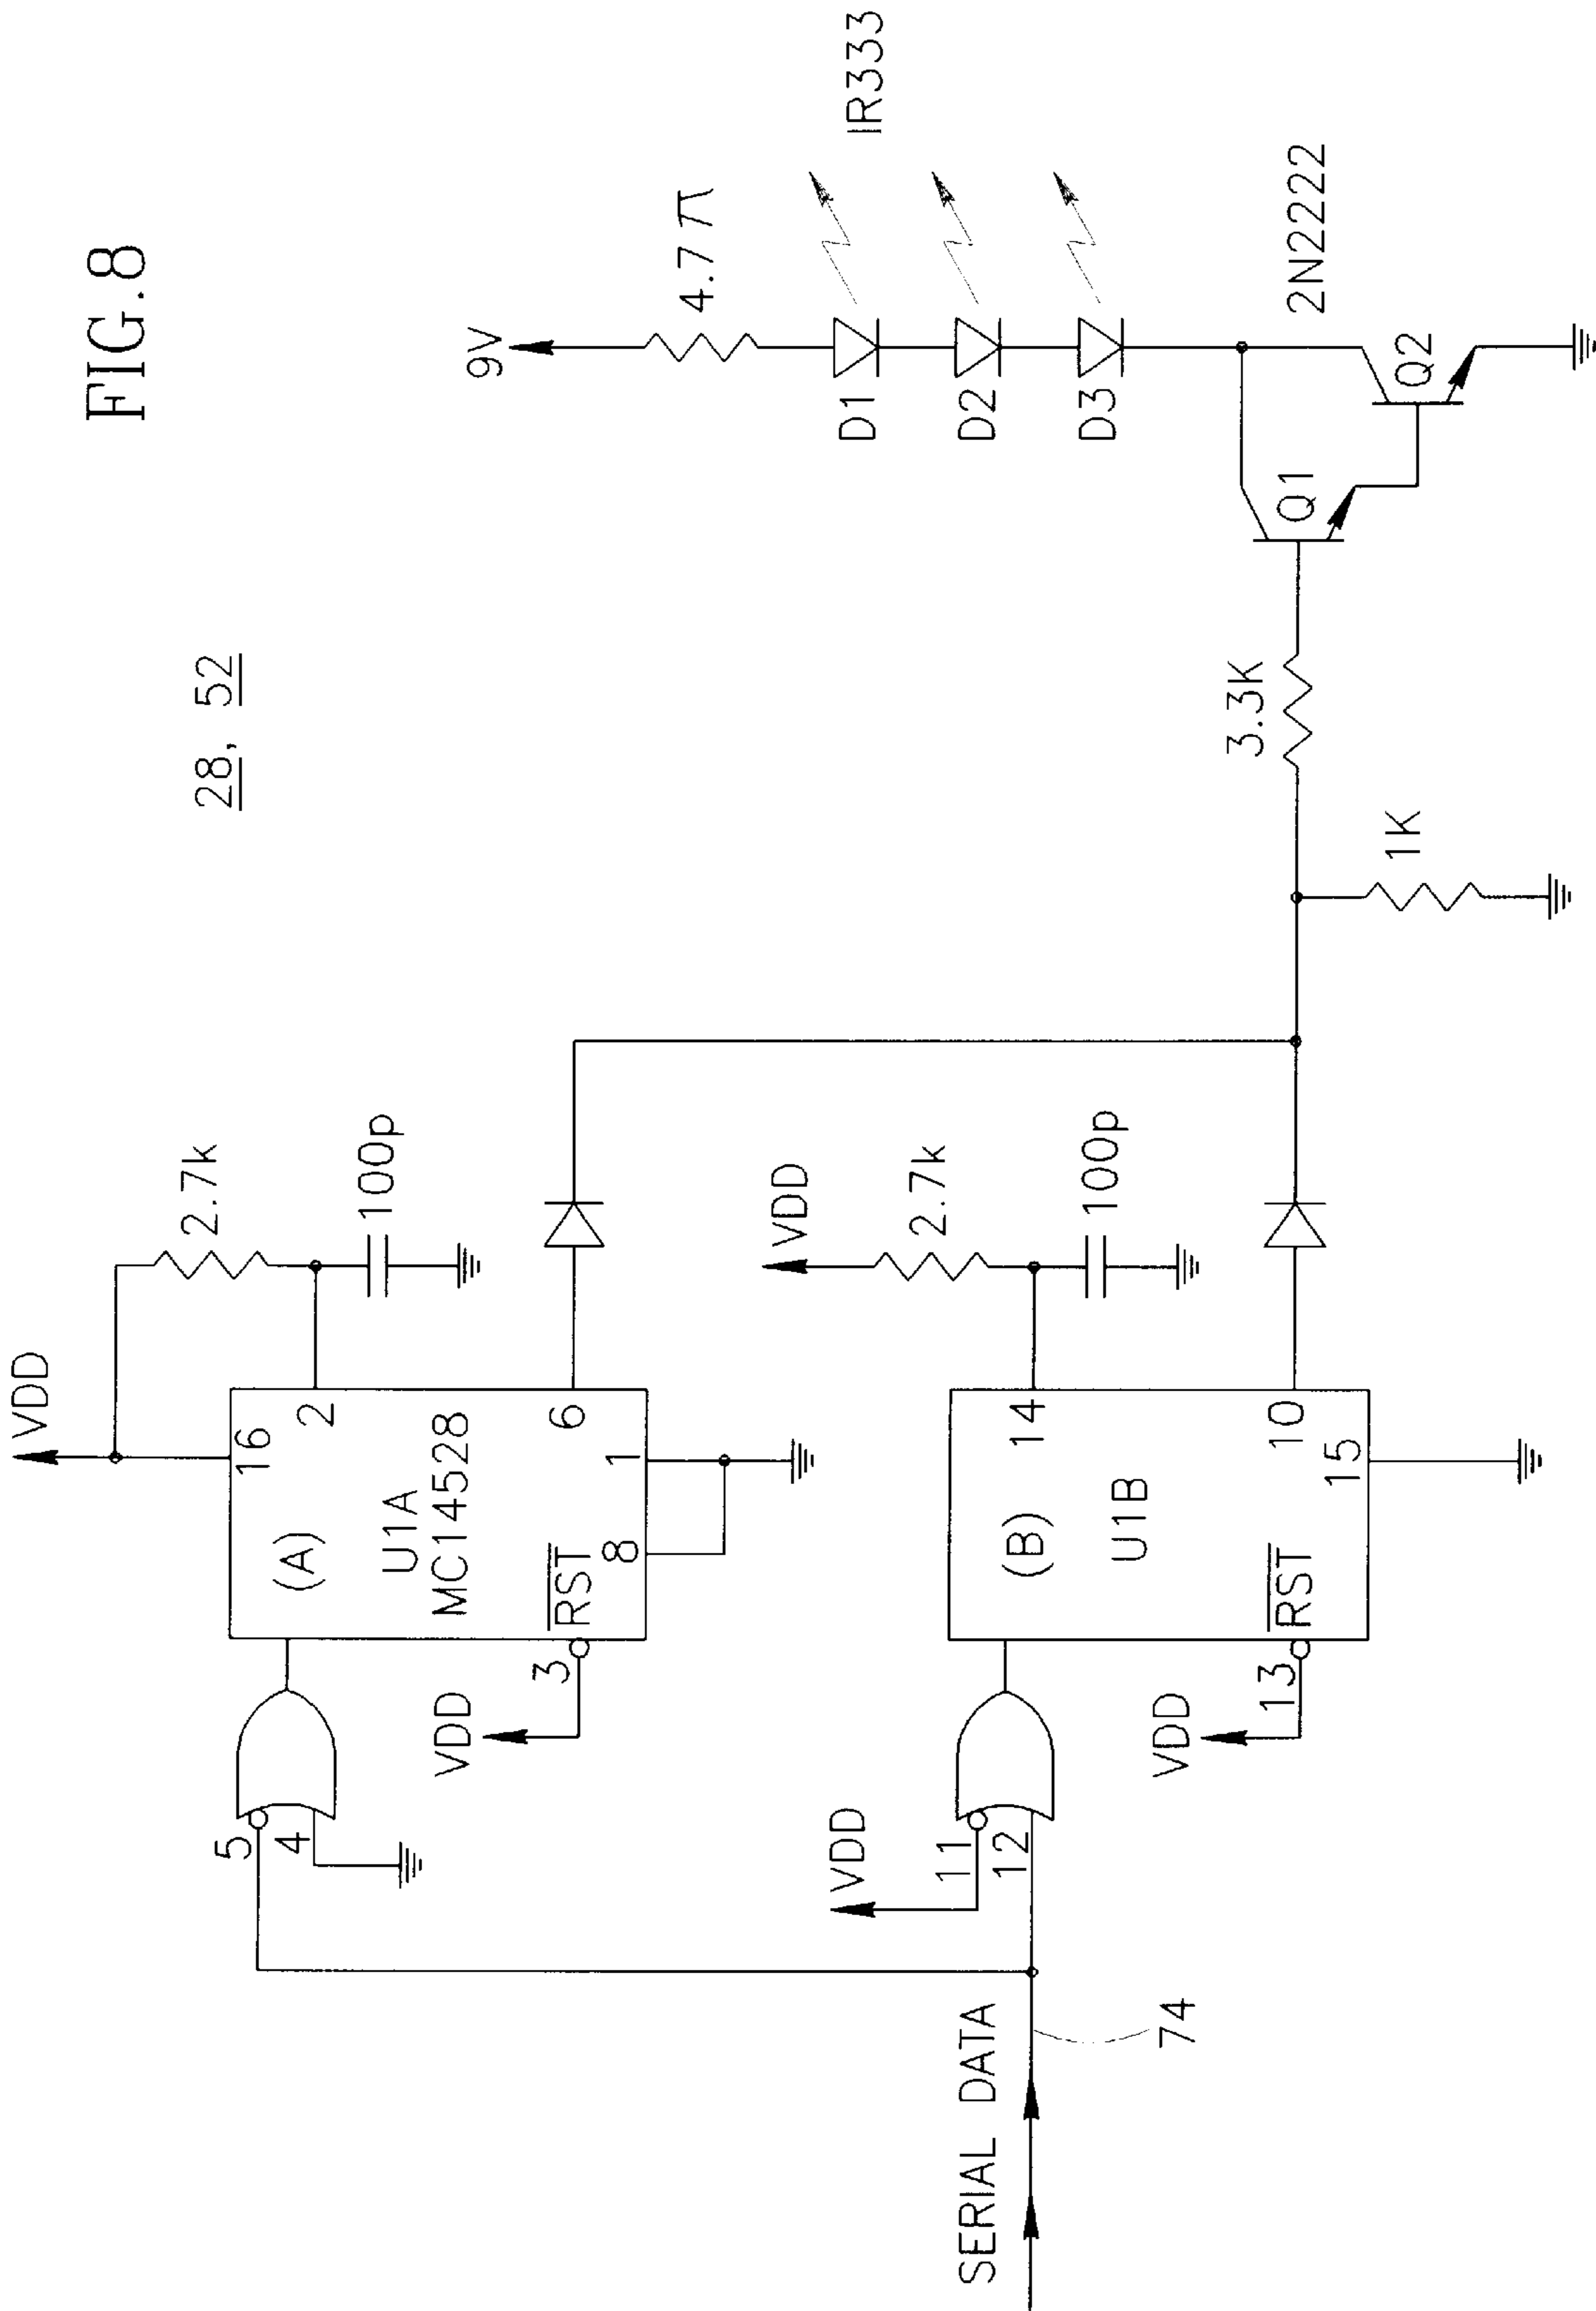 FIG.8
28, 52
VDD
2.7k
100p
16
2
(A)
U1A
MC14528
6
RST
8
1
5
4
3
VDD
VDD
2.7k
100p
14
(B)
U1B
10
RST
15
VDD
11
12
13
VDD
SERIAL DATA
74
9V
4.7 π
D1
D2
D3
IR333
3.3K
1K
Q1
Q2
2N2222